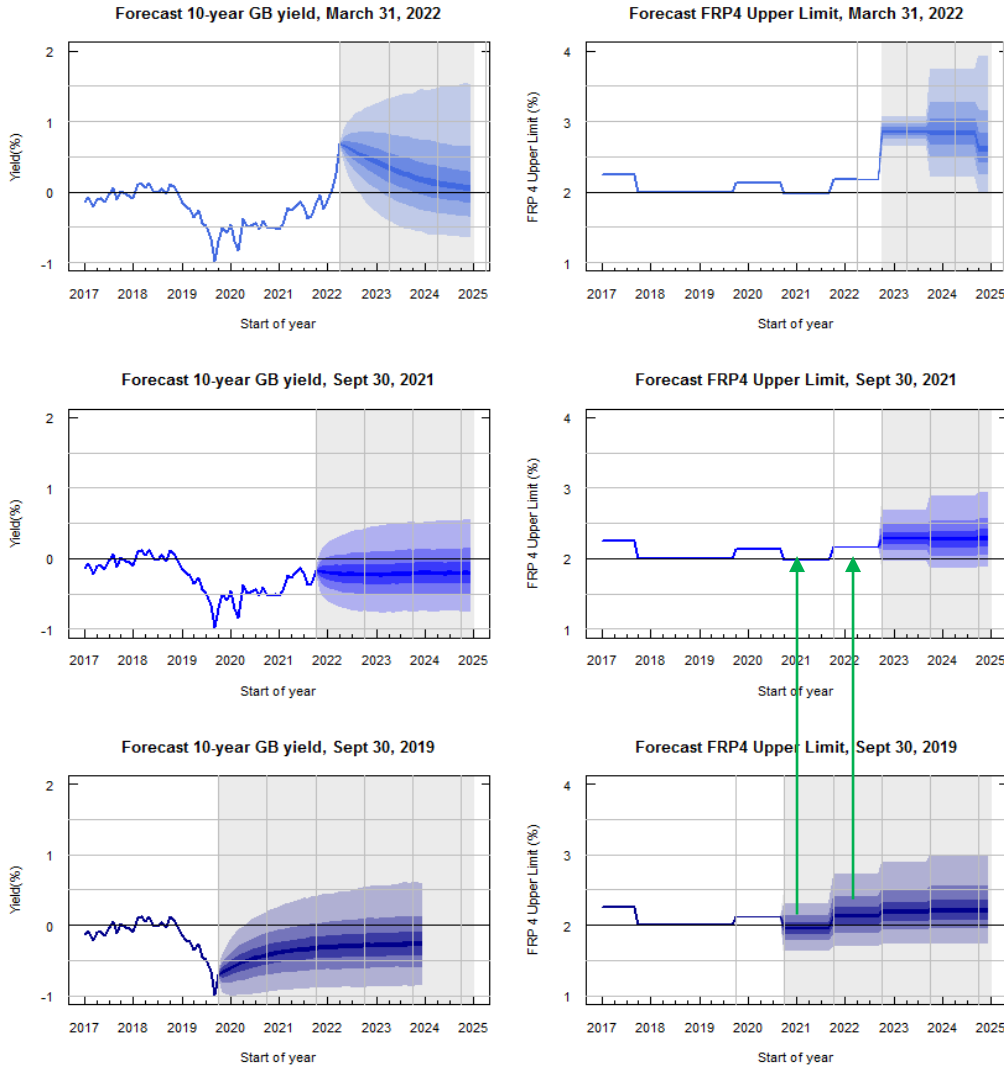 Forecast 10-year GB yield, March 31, 2022
2
1
0
-1
Yield(%)
2017 2018 2019 2020 2021 2022 2023 2024 2025
Start of year
Forecast FRP4 Upper Limit, March 31, 2022
4
3
2
1
FRP 4 Upper Limit (%)
2017 2018 2019 2020 2021 2022 2023 2024 2025
Start of year
Forecast 10-year GB yield, Sept 30, 2021
2
1
0
-1
Yield(%)
2017 2018 2019 2020 2021 2022 2023 2024 2025
Start of year
Forecast FRP4 Upper Limit, Sept 30, 2021
4
3
2
1
FRP 4 Upper Limit (%)
2017 2018 2019 2020 2021 2022 2023 2024 2025
Start of year
Forecast 10-year GB yield, Sept 30, 2019
2
1
0
-1
Yield(%)
2017 2018 2019 2020 2021 2022 2023 2024 2025
Start of year
Forecast FRP4 Upper Limit, Sept 30, 2019
4
3
2
1
FRP 4 Upper Limit (%)
2017 2018 2019 2020 2021 2022 2023 2024 2025
Start of year